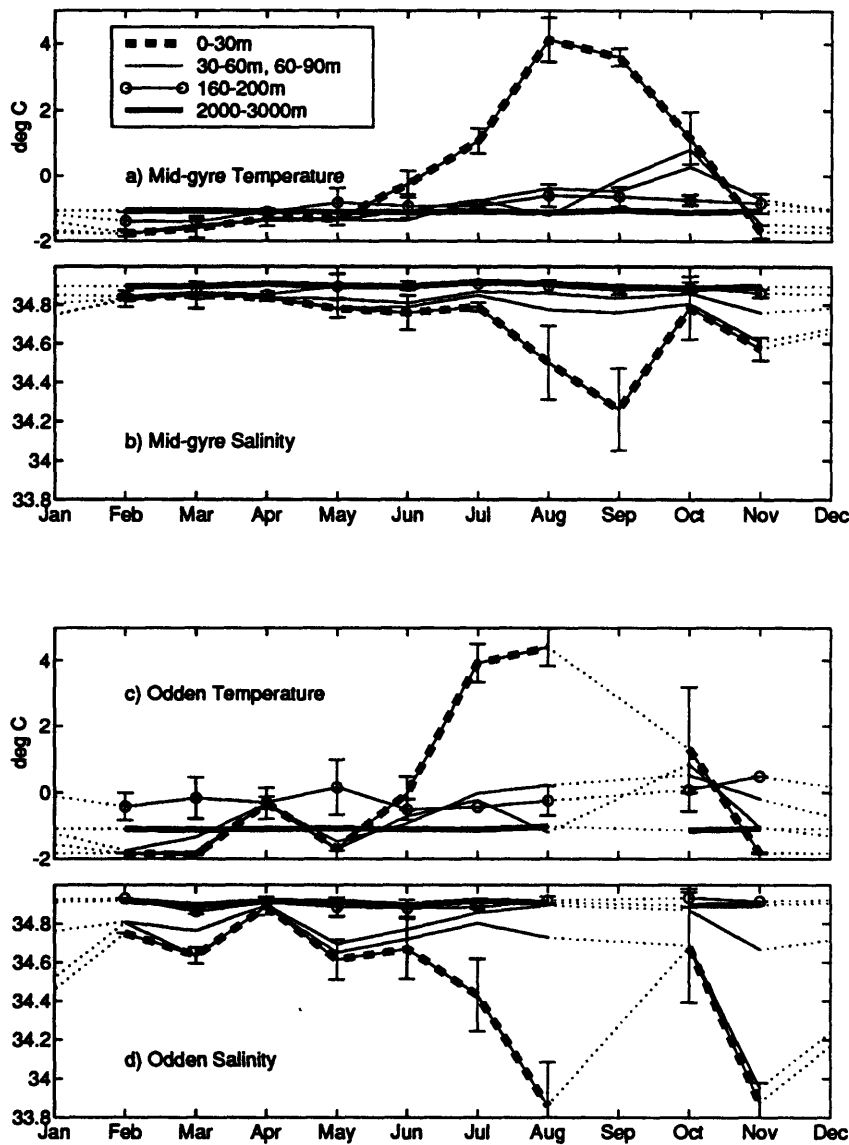 4
2
0
-2
deg C
0-30m
30-60m, 60-90m
160-200m
2000-3000m
a) Mid-gyre Temperature
34.8
34.6
34.4
34.2
34
33.8
b) Mid-gyre Salinity
Jan Feb Mar Apr May Jun Jul Aug Sep Oct Nov Dec
4
2
0
-2
deg C
c) Odden Temperature
34.8
34.6
34.4
34.2
34
33.8
d) Odden Salinity
Jan Feb Mar Apr May Jun Jul Aug Sep Oct Nov Dec